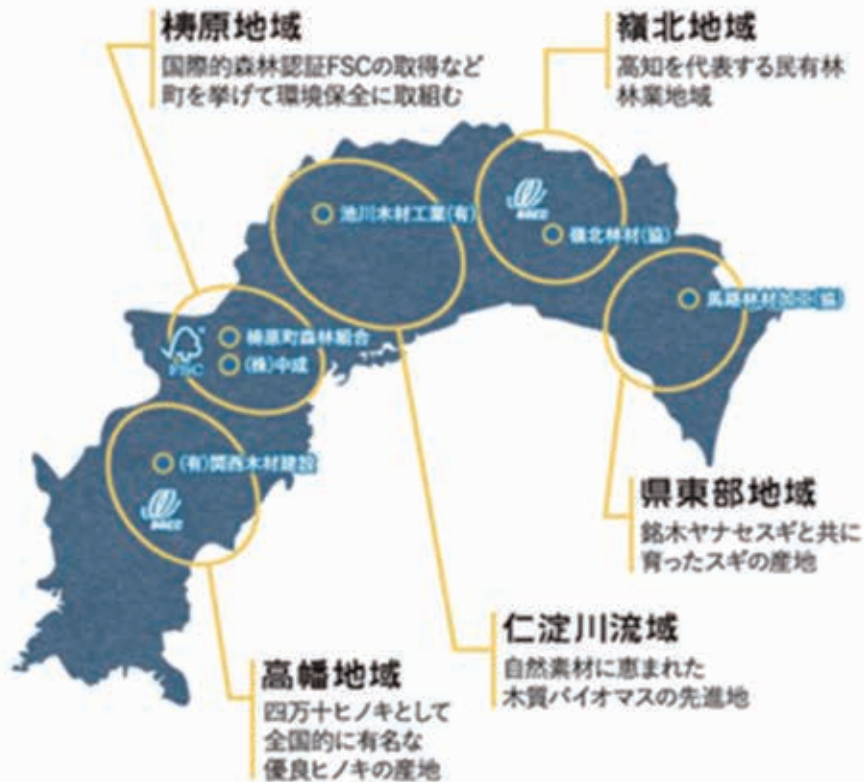 梼原地域
国際的森林認証FSCの取得など
町を挙げて環境保全に取組む
嶺北地域
高知を代表する民有林
林業地域
池川木材工業(有)
SGEC
嶺北林材(協)
馬路林材加工(協)
FSC
梼原町森林組合
(株)中成
(有)関西木材建設
SGEC
県東部地域
銘木ヤナセスギと共に
育ったスギの産地
仁淀川流域
自然素材に恵まれた
木質バイオマスの先進地
高幡地域
四万十ヒノキとして
全国的に有名な
優良ヒノキの産地